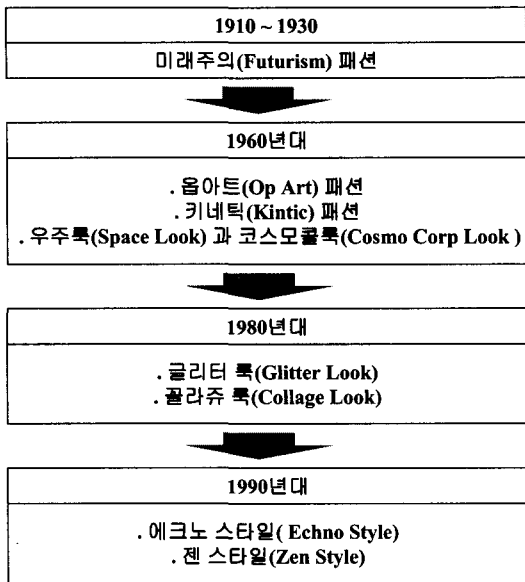 1910 ~ 1930
미래주의(Futurism) 패션
1960년대
. 옵아트(Op Art) 패션
. 키네틱(Kintic) 패션
. 우주룩(Space Look) 과 코스모콜룩(Cosmo Corp Look )
1980년대
. 글리터 룩(Glitter Look)
. 꼴라쥬 룩(Collage Look)
1990년대
. 에크노 스타일( Echno Style)
. 젠 스타일(Zen Style)